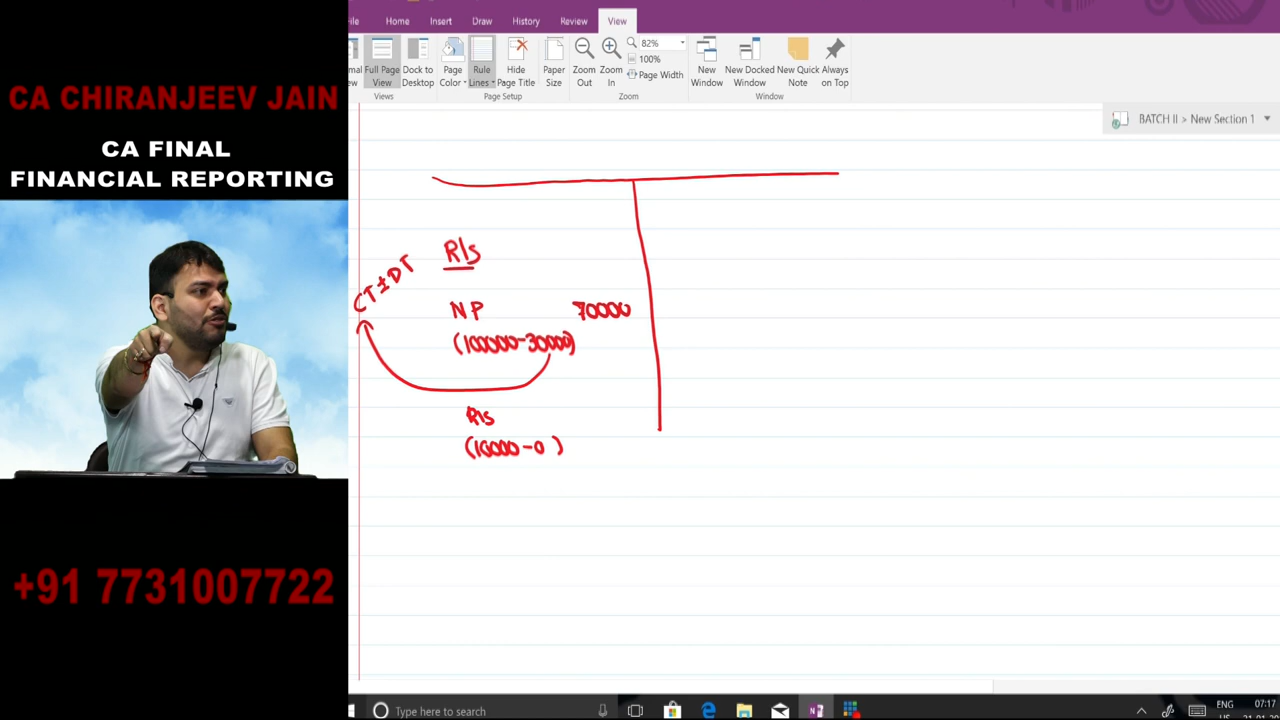 CA CHIRANJEEV JAIN
CA FINAL
FINANCIAL REPORTING
+91 7731007722
File Home Insert Draw History Review View
Full Page View
Dock to Desktop
Views
Page Color
Rule Lines
Hide Page Title
Page Setup
Paper Size
Zoom Out
Zoom In
82%
100%
Page Width
Zoom
New Window
New Docked Window
New Quick Note
Always on Top
Window
BATCH II > New Section 1
R/s
CT±DT
NP 70000
(100000-30000)
R/s
(10000-0)
Type here to search
ENG
US
07:17